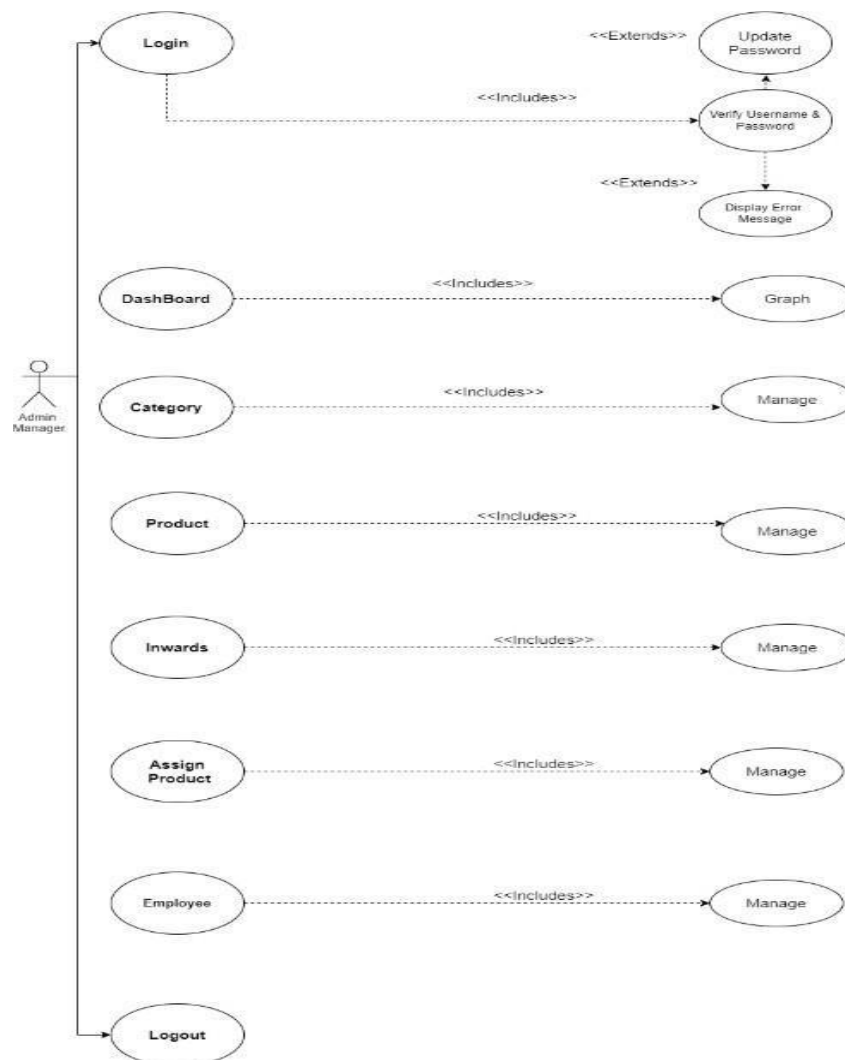 Login
<<Extends>>
Update
Password
<<Includes>>
Verify Username &
Password
<<Extends>>
Display Error
Message
DashBoard
<<Includes>>
Graph
Admin
Manager
Category
<<Includes>>
Manage
Product
<<Includes>>
Manage
Inwards
<<Includes>>
Manage
Assign
Product
<<Includes>>
Manage
Employee
<<Includes>>
Manage
Logout